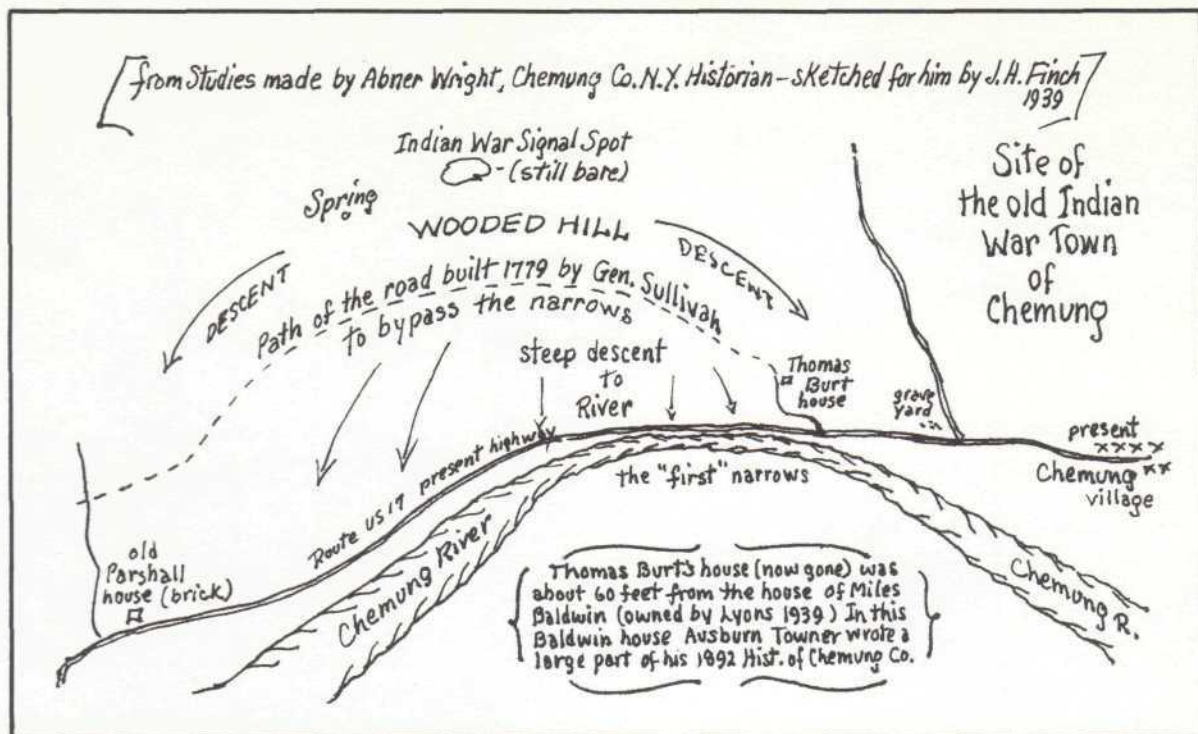 from Studies made by Abner Wright, Chemung Co. N.Y. Historian - sketched for him by J.H. Finch
1939
Indian War Signal Spot
- (still bare)
Spring
WOODED HILL
DESCENT
DESCENT
Path of the road built 1779 by Gen. Sullivan
to bypass the narrows
Site of
the old Indian
War Town
of
Chemung
steep descent
to
River
Thomas
Burt
house
grave
yard
present
xxxx
Chemung xx
village
Route US 17 present highway
the "first" narrows
old
Parshall
house (brick)
Chemung River
Chemung R.
Thomas Burt's house (now gone) was
about 60 feet from the house of Miles
Baldwin (owned by Lyons 1939) In this
Baldwin house Ausburn Towner wrote a
large part of his 1892 Hist. of Chemung Co.